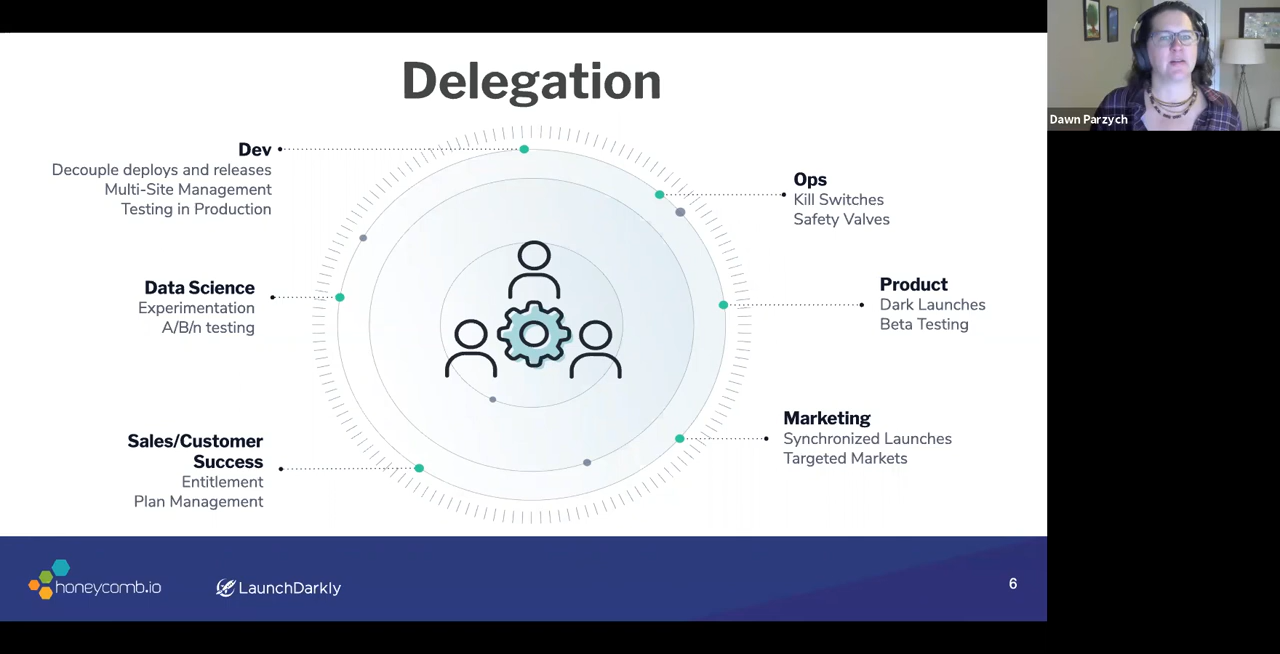 Delegation
Dev
Decouple deploys and releases
Multi-Site Management
Testing in Production
Data Science
Experimentation
A/B/n testing
Sales/Customer
Success
Entitlement
Plan Management
Ops
Kill Switches
Safety Valves
Product
Dark Launches
Beta Testing
Marketing
Synchronized Launches
Targeted Markets
honeycomb.io
LaunchDarkly
6
Dawn Parzych